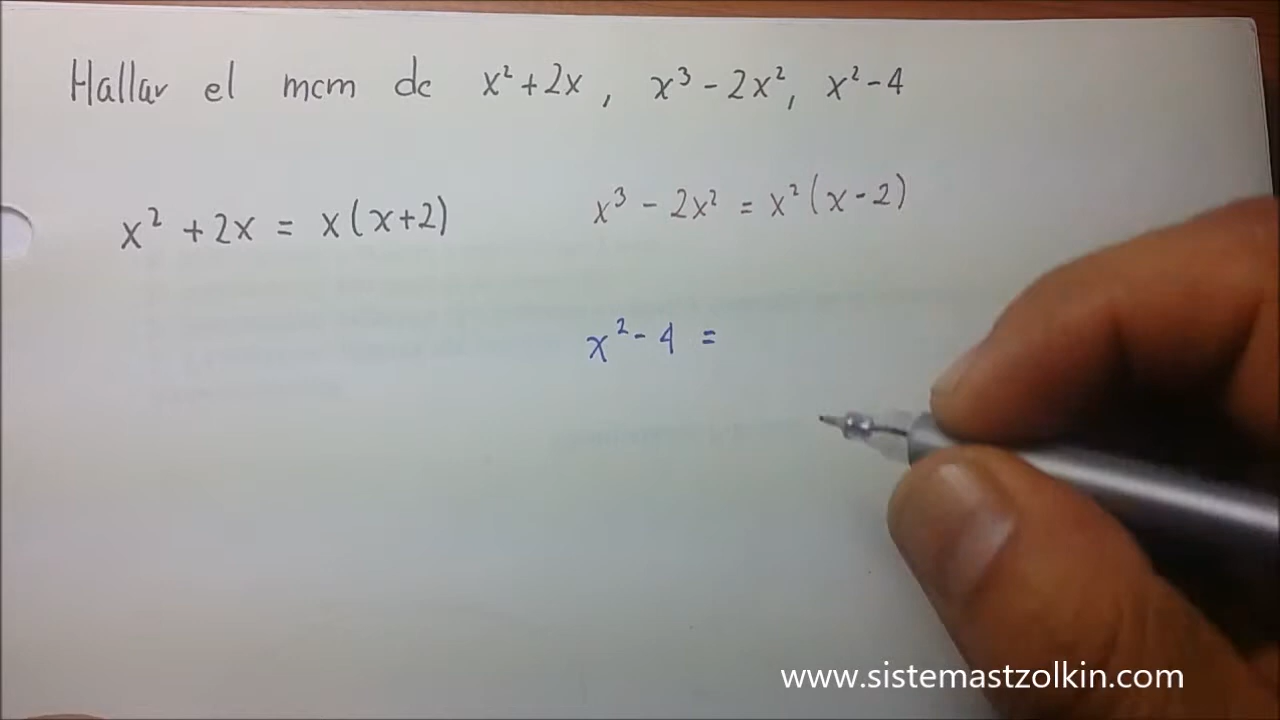 Hallar el mcm de x² + 2x , x³ - 2x², x² - 4
x² + 2x = x(x+2)
x³ - 2x² = x²(x-2)
x² - 4 =
www.sistemastzolkin.com